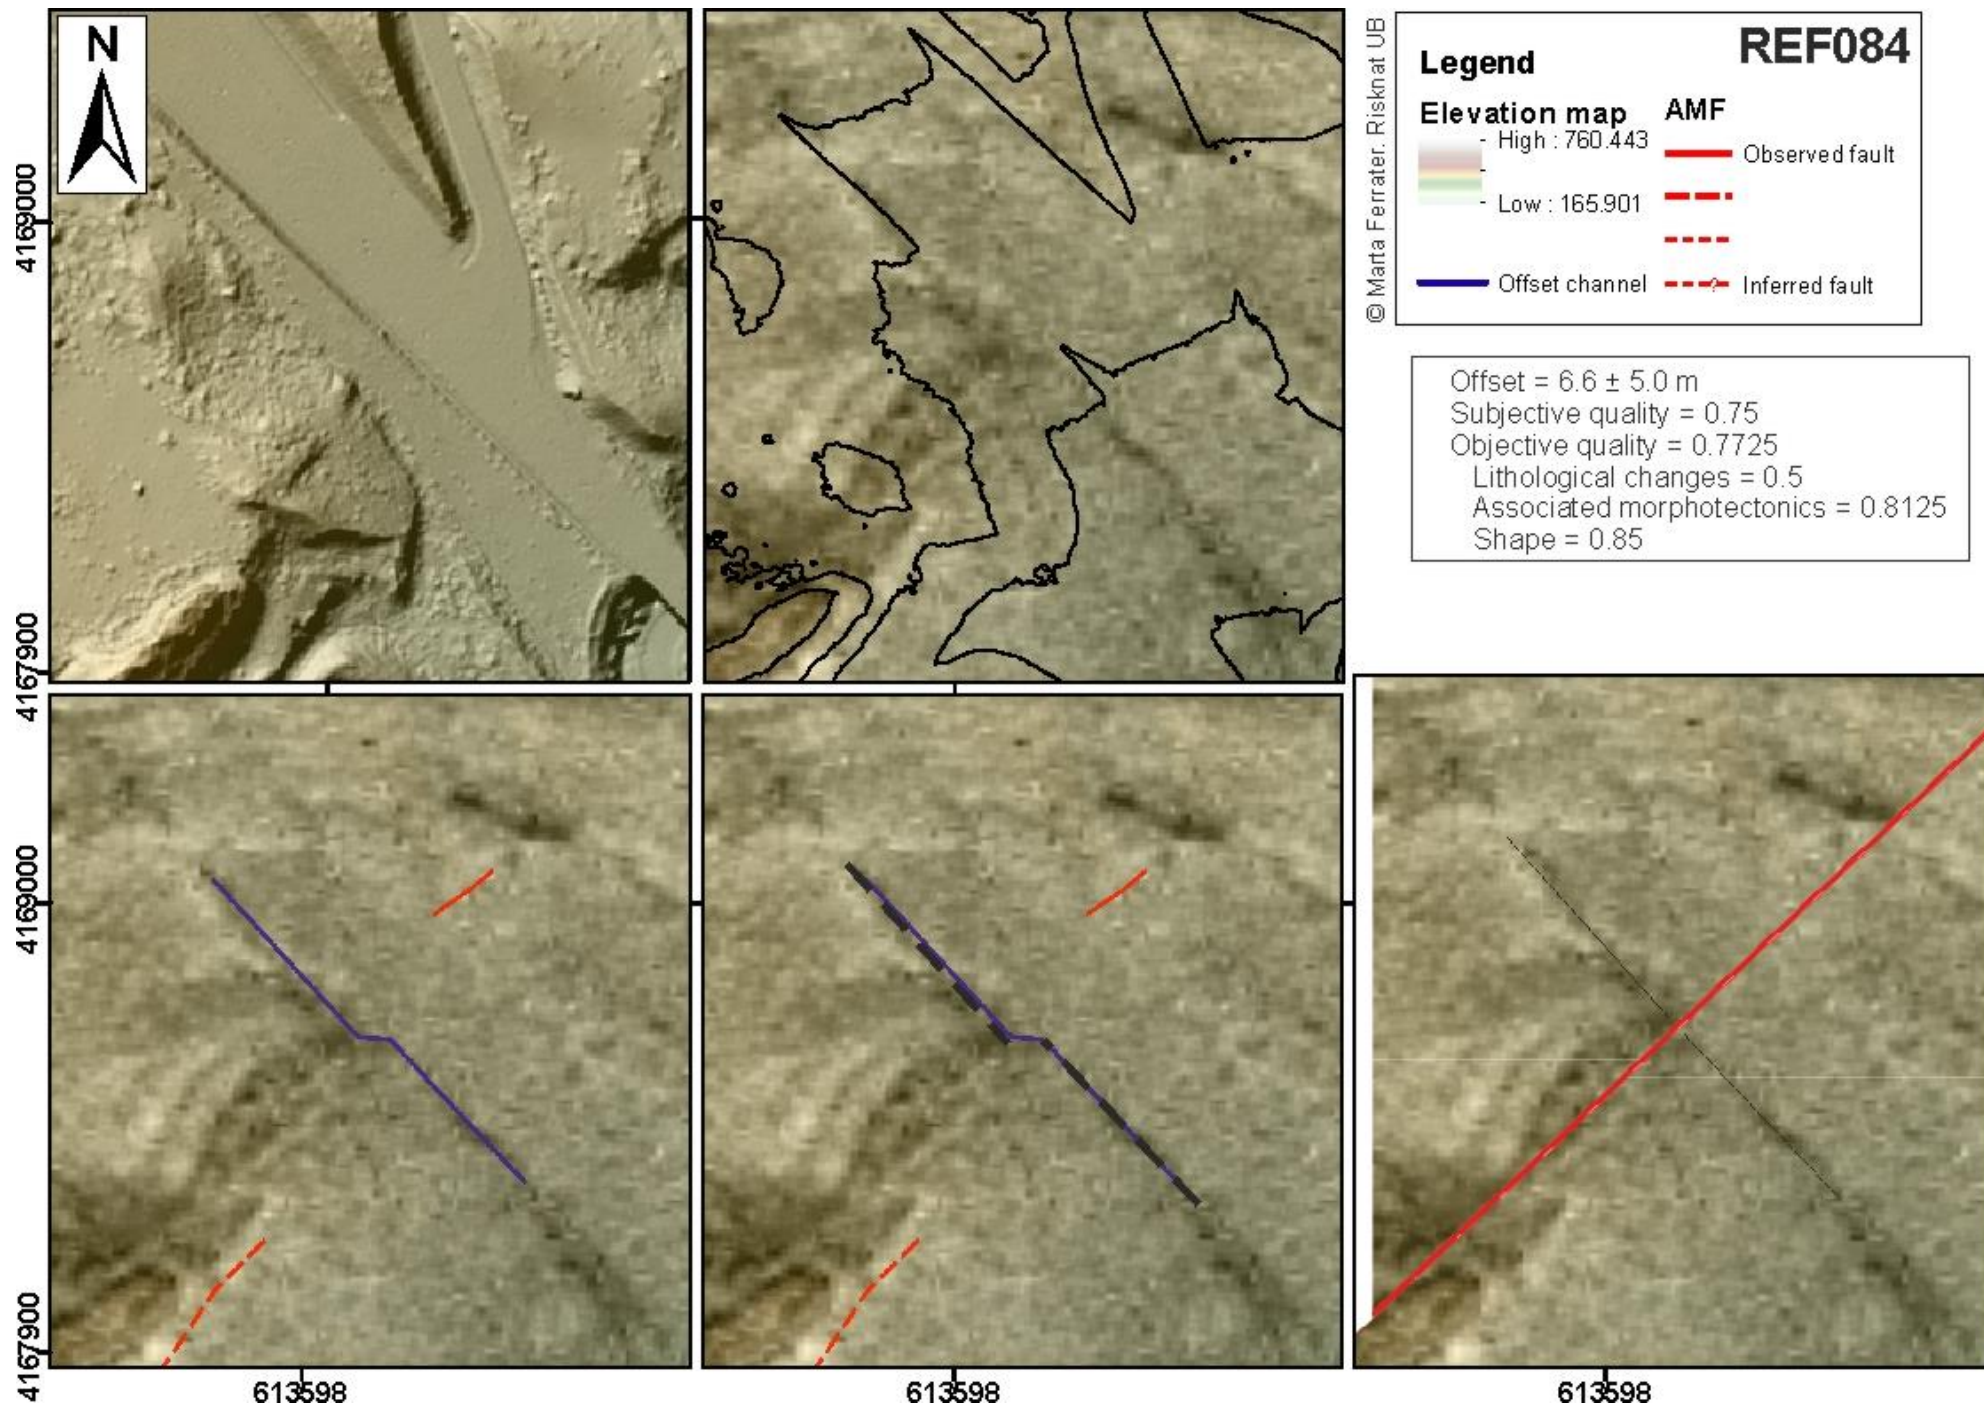 N
4169000
4167900
© Marta Ferrater. Risknat UB
Legend
REF084
Elevation map
AMF
High : 760.443
Observed fault
Low : 165.901
Offset channel
Inferred fault
Offset = 6.6 ± 5.0 m
Subjective quality = 0.75
Objective quality = 0.7725
Lithological changes = 0.5
Associated morphotectonics = 0.8125
Shape = 0.85
4169000
4167900
613598
613598
613598